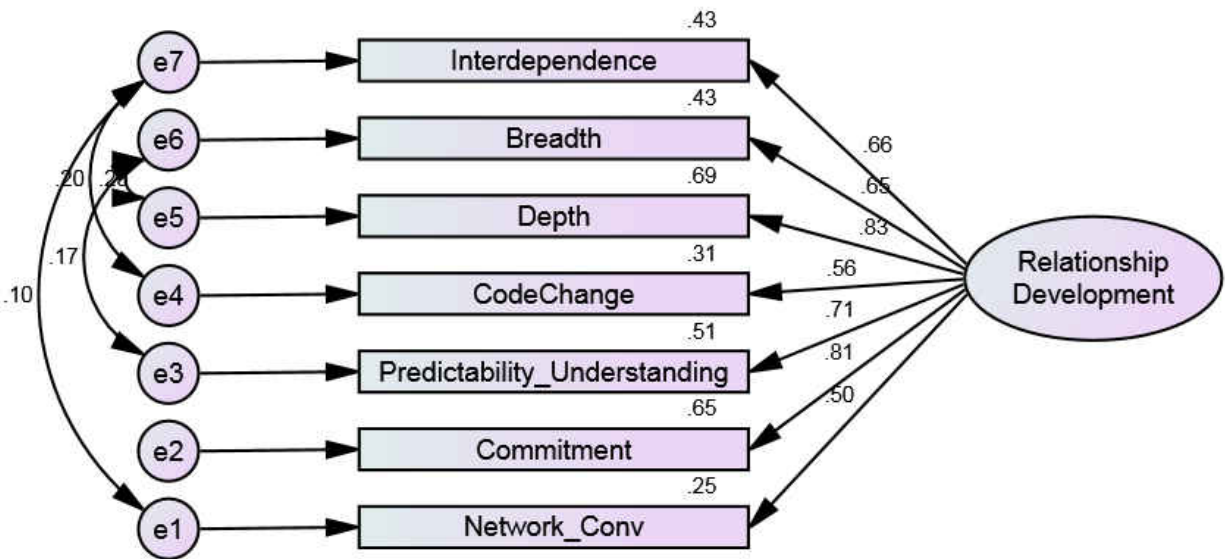 .43
e7
Interdependence
.43
e6
Breadth
.66
.20
.69
.65
e5
Depth
.83
.17
.31
.56
Relationship
Development
e4
CodeChange
.10
.71
.51
e3
Predictability_Understanding
.81
.65
.50
e2
Commitment
.25
e1
Network_Conv